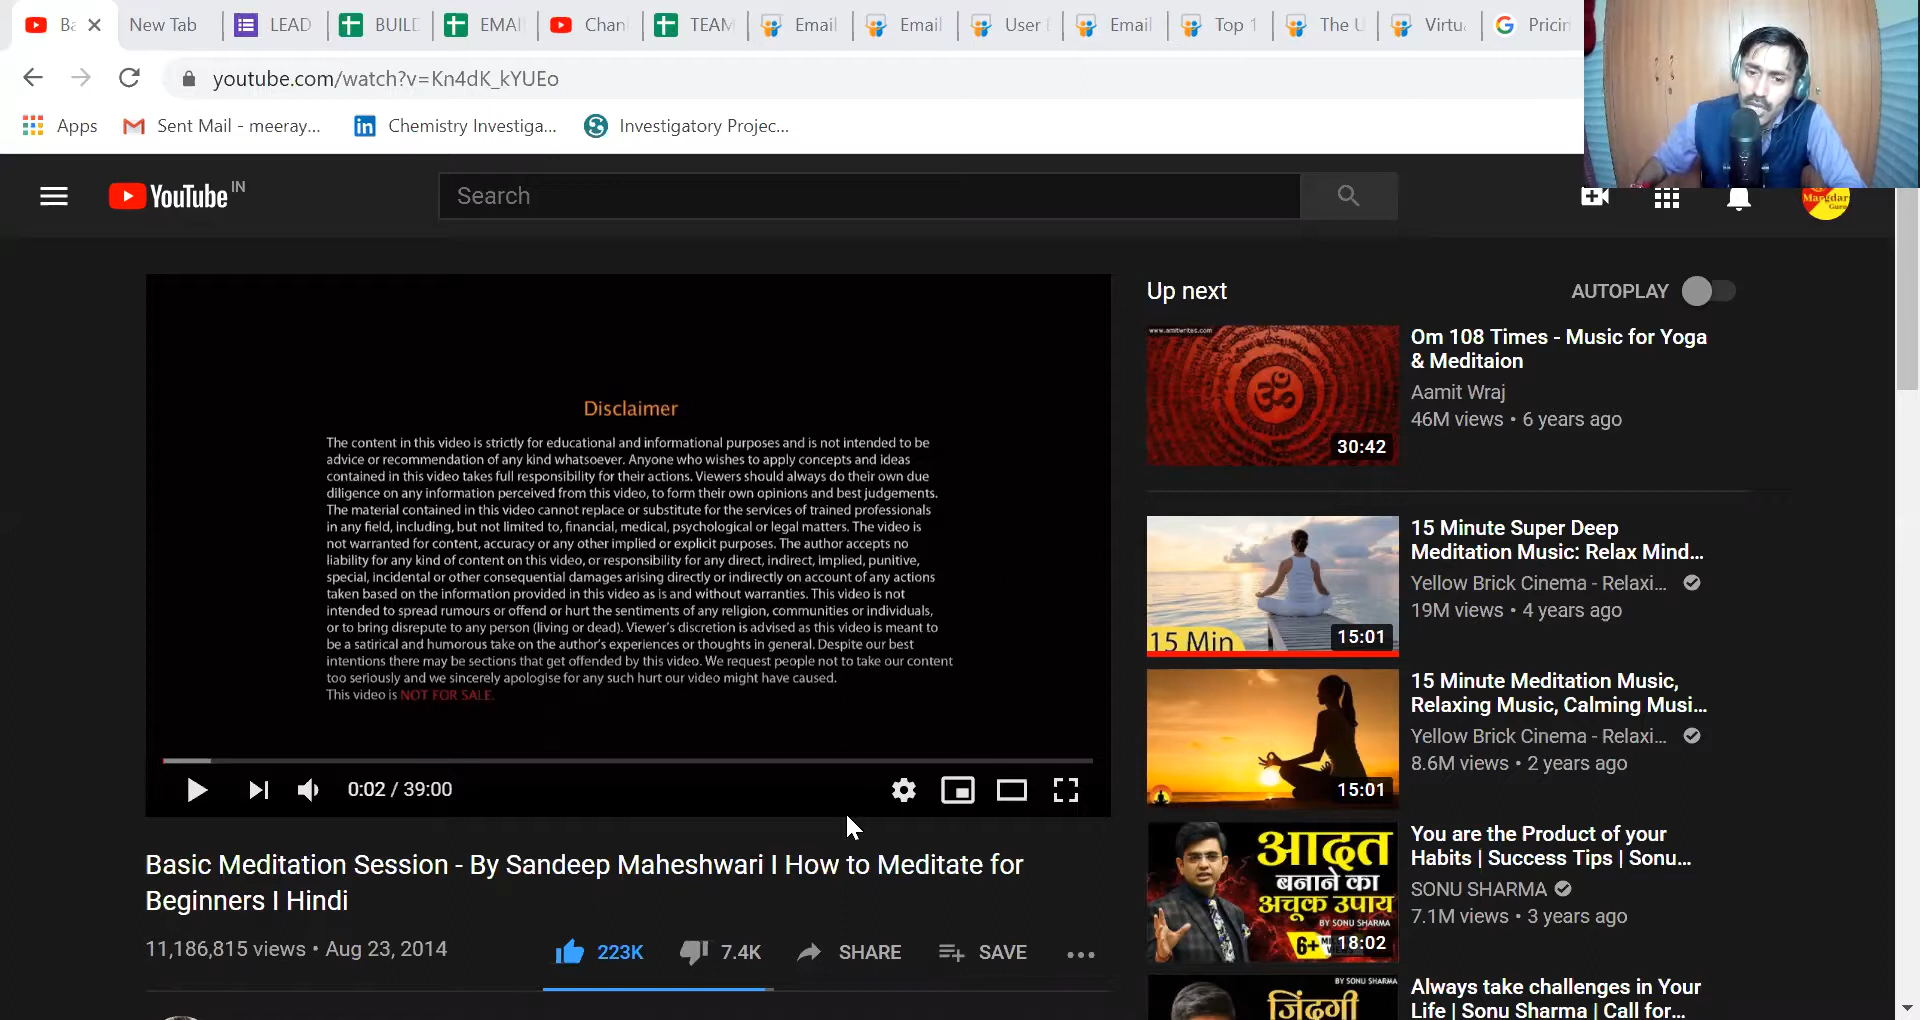 Ba
New Tab
LEAD
BUILD
EMAI
Chan
TEAM
Email
Email
User
Email
Top 1
The U
Virtu
Pricin
youtube.com/watch?v=Kn4dK_kYUEo
Apps
Sent Mail - meeray...
Chemistry Investiga...
Investigatory Projec...
YouTube IN
Search
Mangdar
Guru
Disclaimer
The content in this video is strictly for educational and informational purposes and is not intended to be
advice or recommendation of any kind whatsoever. Anyone who wishes to apply concepts and ideas
contained in this video takes full responsibility for their actions. Viewers should always do their own due
diligence on any information perceived from this video, to form their own opinions and best judgements.
The material contained in this video cannot replace or substitute for the services of trained professionals
in any field, including, but not limited to, financial, medical, psychological or legal matters. The video is
not warranted for content, accuracy or any other implied or explicit purposes. The author accepts no
liability for any kind of content on this video, or responsibility for any direct, indirect, implied, punitive,
special, incidental or other consequential damages arising directly or indirectly on account of any actions
taken based on the information provided in this video as is and without warranties. This video is not
intended to spread rumours or offend or hurt the sentiments of any religion, communities or individuals,
or to bring disrepute to any person (living or dead). Viewer's discretion is advised as this video is meant to
be a satirical and humorous take on the author's experiences or thoughts in general. Despite our best
intentions there may be sections that get offended by this video. We request people not to take our content
too seriously and we sincerely apologise for any such hurt our video might have caused.
This video is NOT FOR SALE.
0:02 / 39:00
Basic Meditation Session - By Sandeep Maheshwari I How to Meditate for
Beginners I Hindi
11,186,815 views • Aug 23, 2014
223K
7.4K
SHARE
SAVE
Up next
AUTOPLAY
www.amitwrites.com
30:42
Om 108 Times - Music for Yoga
& Meditaion
Aamit Wraj
46M views • 6 years ago
15 Min
15:01
15 Minute Super Deep
Meditation Music: Relax Mind...
Yellow Brick Cinema - Relaxi...
19M views • 4 years ago
15:01
15 Minute Meditation Music,
Relaxing Music, Calming Musi...
Yellow Brick Cinema - Relaxi...
8.6M views • 2 years ago
आदत
बनाने का
अचूक उपाय
BY SONU SHARMA
6+
18:02
You are the Product of your
Habits | Success Tips | Sonu...
SONU SHARMA
7.1M views • 3 years ago
BY SONU SHARMA
जिंदगी
Always take challenges in Your
Life | Sonu Sharma | Call for...